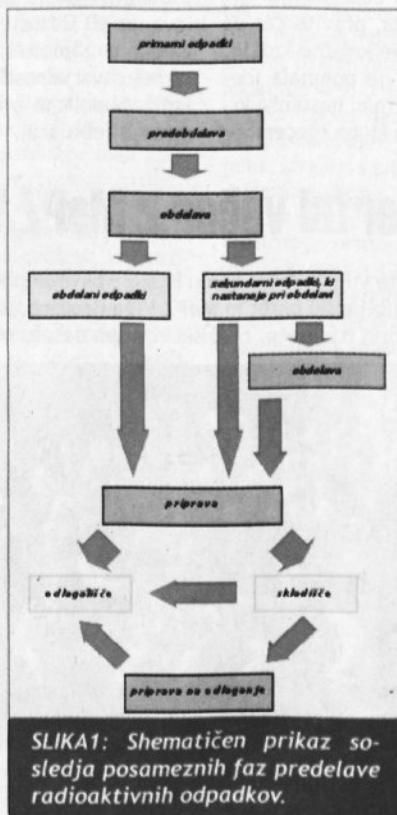 primarni odpadki
predobdelava
obdelava
obdelani odpadki
sekundarni odpadki, ki
nastanejo pri obdelavi
obdelava
priprava
odlagališče
skladišče
priprava na odlaganje
SLIKA1: Shematičen prikaz so-
sledja posameznih faz predelave
radioaktivnih odpadkov.